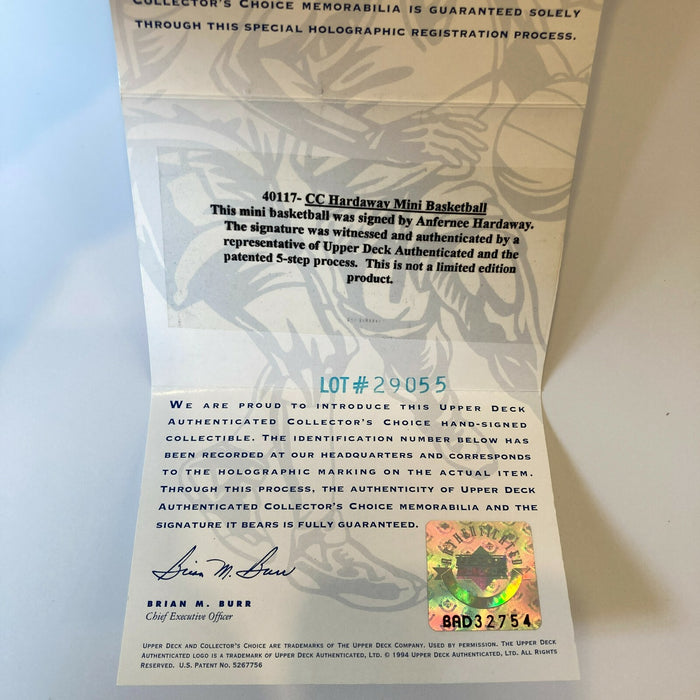 COLLECTOR'S CHOICE MEMORABILIA IS GUARANTEED SOLELY
THROUGH THIS SPECIAL HOLOGRAPHIC REGISTRATION PROCESS.
40117- CC Hardaway Mini Basketball
This mini basketball was signed by Anfernee Hardaway.
The signature was witnessed and authenticated by a
representative of Upper Deck Authenticated and the
patented 5-step process. This is not a limited edition
product.
LOT # 29055
WE ARE PROUD TO INTRODUCE THIS UPPER DECK
AUTHENTICATED COLLECTOR'S CHOICE HAND-SIGNED
COLLECTIBLE. THE IDENTIFICATION NUMBER BELOW HAS
BEEN RECORDED AT OUR HEADQUARTERS AND CORRESPONDS
TO THE HOLOGRAPHIC MARKING ON THE ACTUAL ITEM.
THROUGH THIS PROCESS, THE AUTHENTICITY OF UPPER DECK
AUTHENTICATED COLLECTOR'S CHOICE MEMORABILIA AND THE
SIGNATURE IT BEARS IS FULLY GUARANTEED.
Brian M. Burr
BRIAN M. BURR
Chief Executive Officer
AUTHENTICATED
BAD32754
UPPER DECK AND COLLECTOR'S CHOICE ARE TRADEMARKS OF THE UPPER DECK COMPANY. USED BY PERMISSION. THE UPPER DECK
AUTHENTICATED LOGO IS A TRADEMARK OF UPPER DECK AUTHENTICATED, LTD. © 1994 UPPER DECK AUTHENTICATED, LTD. ALL RIGHTS
RESERVED. U.S. PATENT NO. 5267756